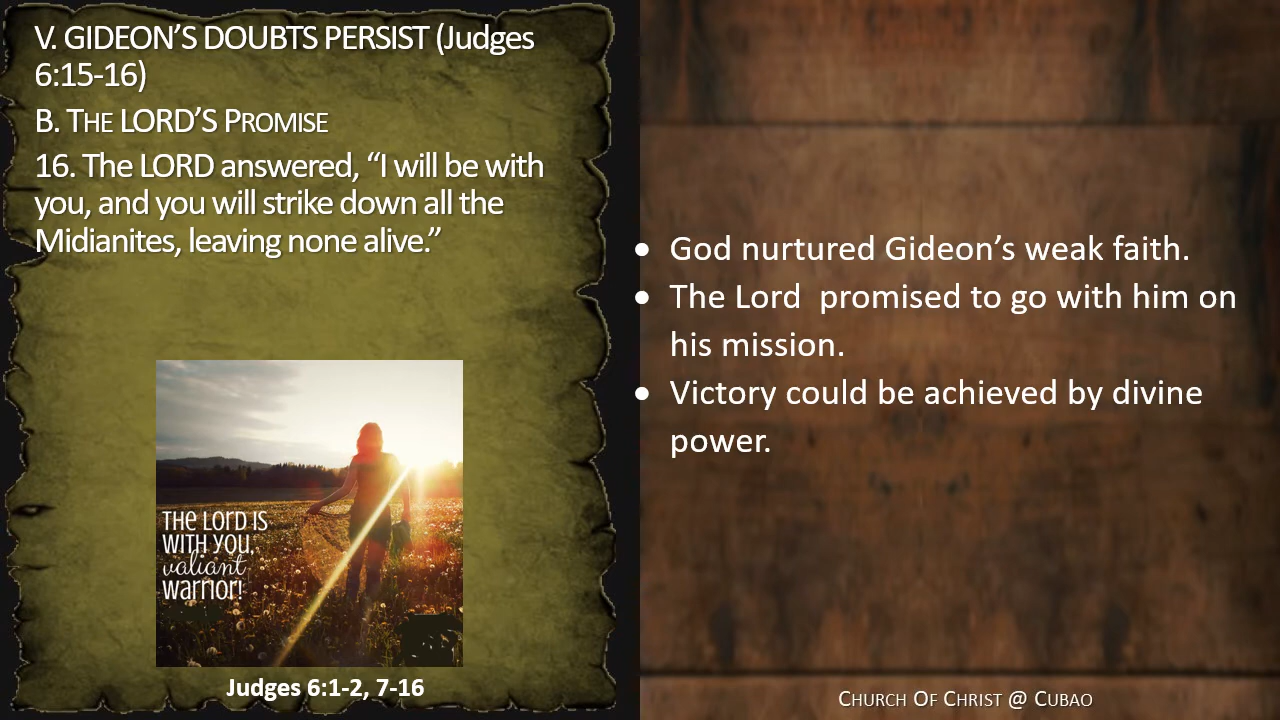 V. GIDEON’S DOUBTS PERSIST (Judges
6:15-16)
B. THE LORD’S PROMISE
16. The LORD answered, “I will be with
you, and you will strike down all the
Midianites, leaving none alive.”
THE LORD IS
WITH YOU,
valiant
warrior!
Judges 6:1-2, 7-16
• God nurtured Gideon’s weak faith.
• The Lord  promised to go with him on
his mission.
• Victory could be achieved by divine
power.
CHURCH OF CHRIST @ CUBAO